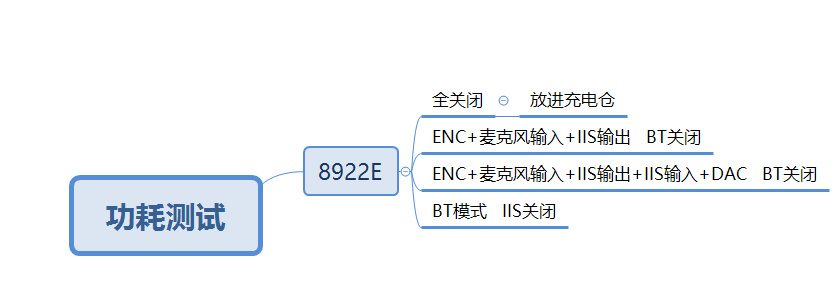 全关闭 放进充电仓
ENC+麦克风输入+IIS输出 BT关闭
8922E
ENC+麦克风输入+IIS输出+IIS输入+DAC BT关闭
功耗测试
BT模式 IIS关闭